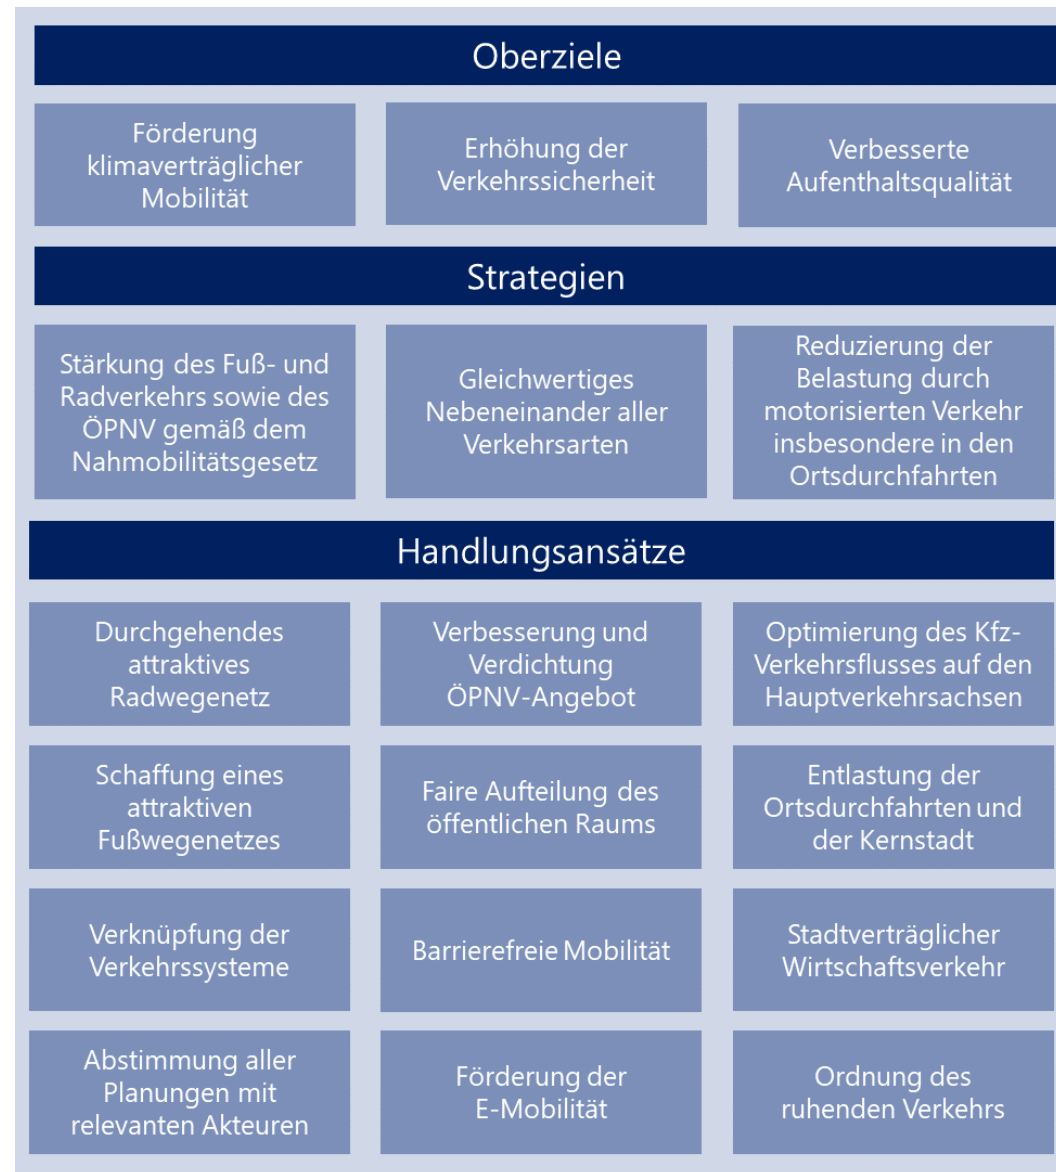 Oberziele
Förderung
klimaverträglicher
Mobilität
Erhöhung der
Verkehrssicherheit
Verbesserte
Aufenthaltsqualität
Strategien
Stärkung des Fuß- und
Radverkehrs sowie des
ÖPNV gemäß dem
Nahmobilitätsgesetz
Gleichwertiges
Nebeneinander aller
Verkehrsarten
Reduzierung der
Belastung durch
motorisierten Verkehr
insbesondere in den
Ortsdurchfahrten
Handlungsansätze
Durchgehendes
attraktives
Radwegenetz
Verbesserung und
Verdichtung
ÖPNV-Angebot
Optimierung des Kfz-
Verkehrsflusses auf den
Hauptverkehrsachsen
Schaffung eines
attraktiven
Fußwegenetzes
Faire Aufteilung des
öffentlichen Raums
Entlastung der
Ortsdurchfahrten und
der Kernstadt
Verknüpfung der
Verkehrssysteme
Barrierefreie Mobilität
Stadtverträglicher
Wirtschaftsverkehr
Abstimmung aller
Planungen mit
relevanten Akteuren
Förderung der
E-Mobilität
Ordnung des
ruhenden Verkehrs